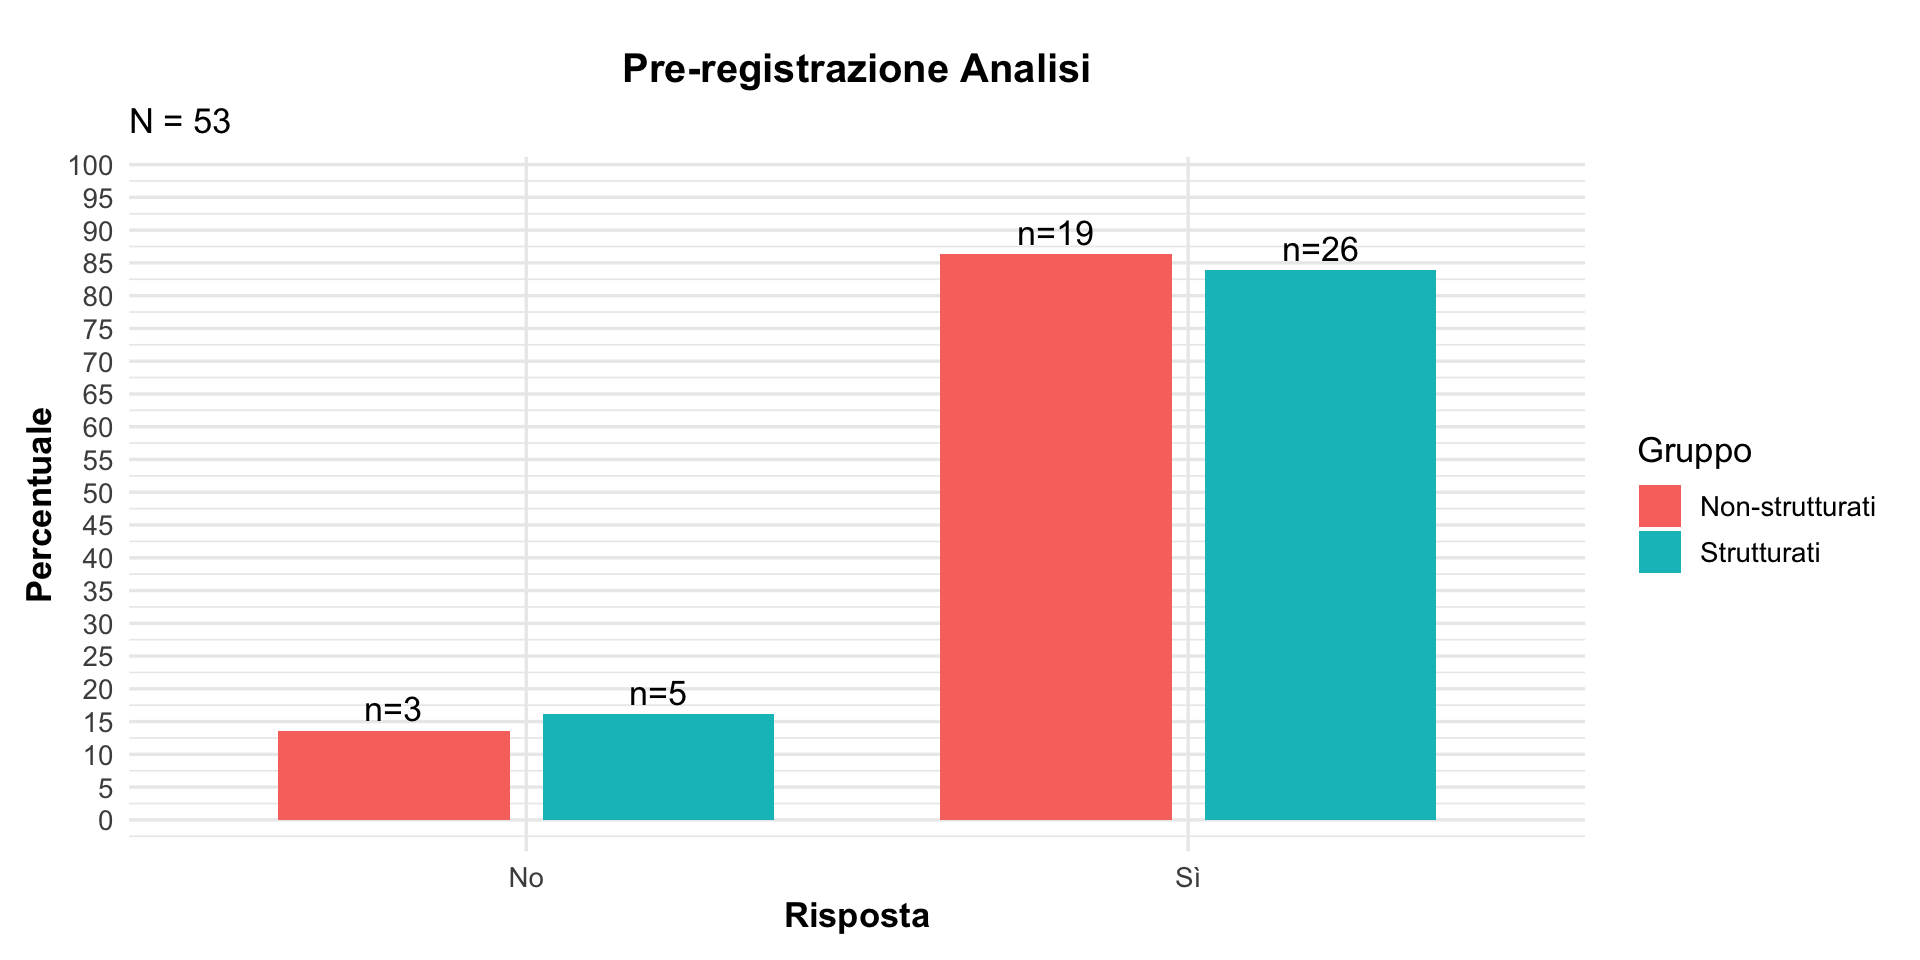 Pre-registrazione Analisi
N = 53
100
95
90
85
80
75
70
65
60
55
50
45
40
35
30
25
20
15
10
5
0
Percentuale
n=3
n=5
n=19
n=26
No
Sì
Risposta
Gruppo
Non-strutturati
Strutturati